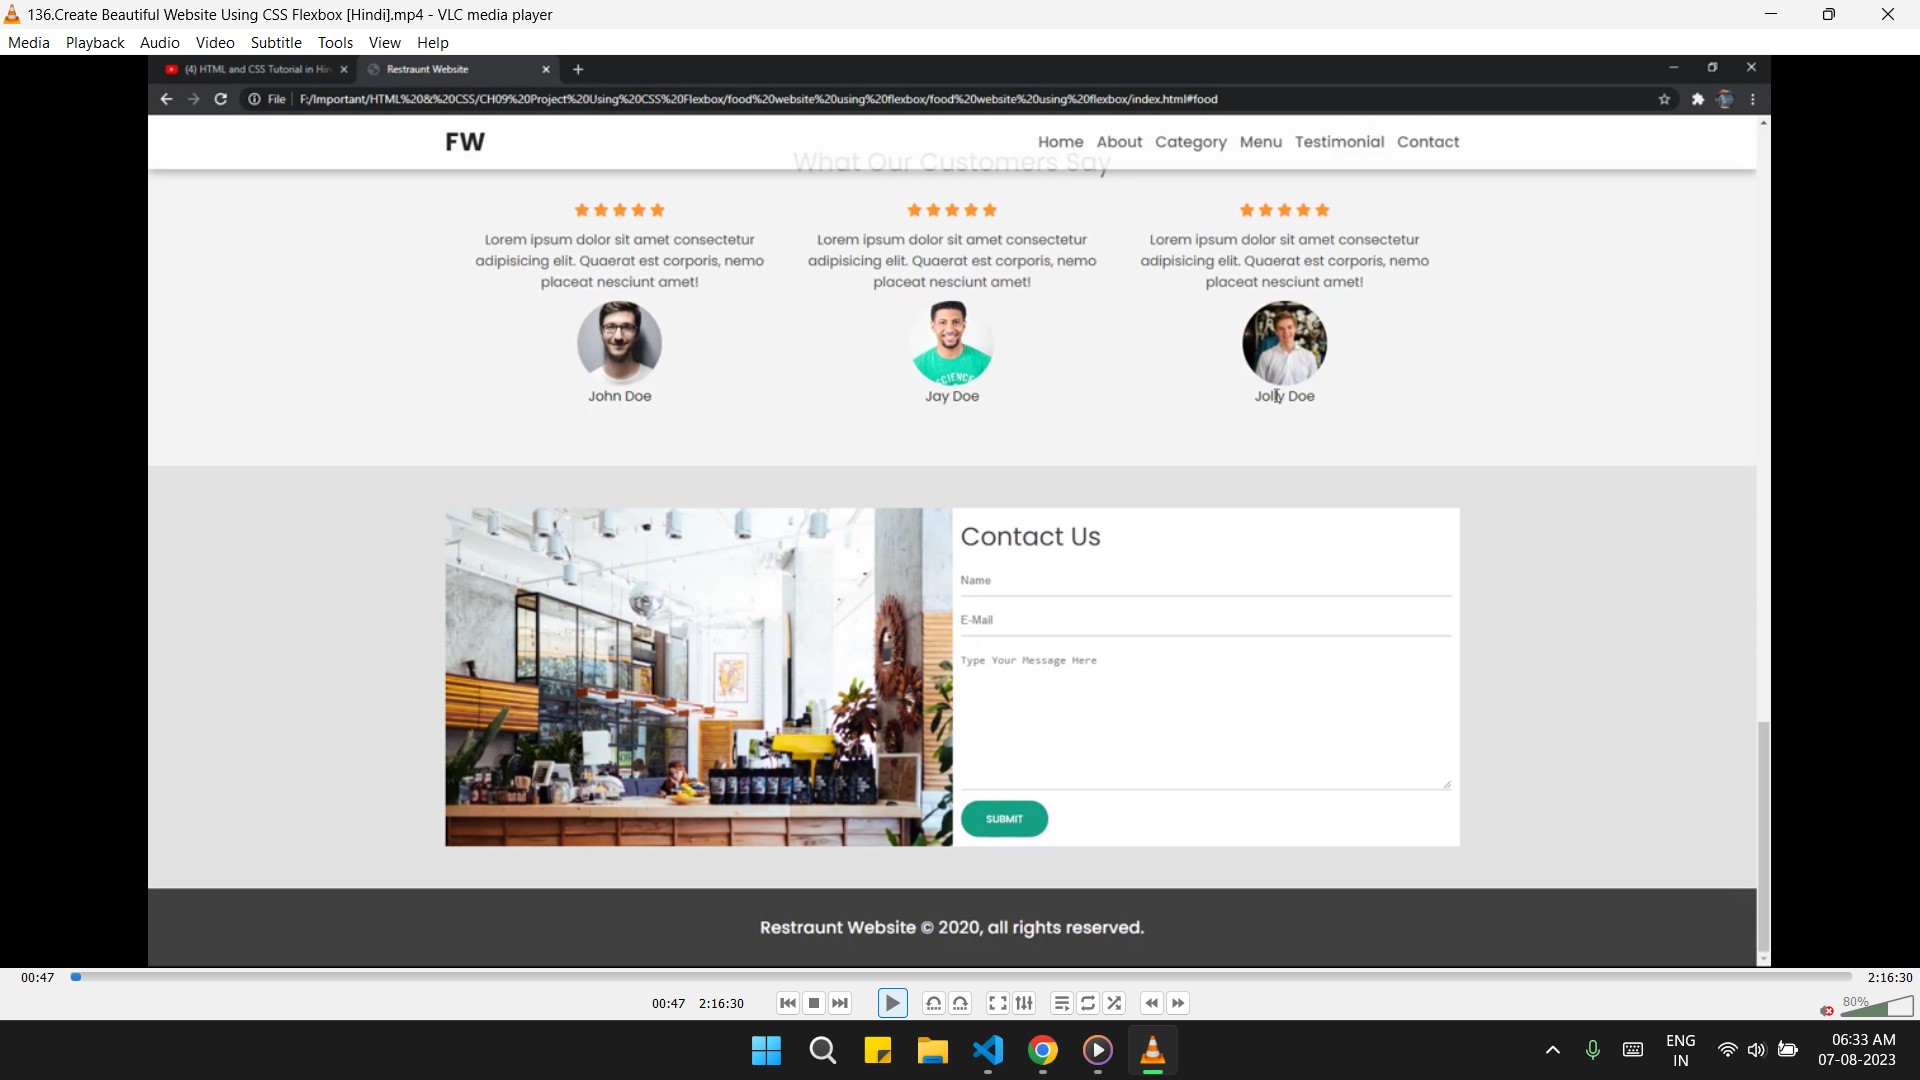 136.Create Beautiful Website Using CSS Flexbox [Hindi].mp4 - VLC media player
Media Playback Audio Video Subtitle Tools View Help
(4) HTML and CSS Tutorial in Hin
Restraunt Website
File F:/Important/HTML%20&%20CSS/CH09%20Project%20Using%20CSS%20Flexbox/food%20website%20using%20flexbox/food%20website%20using%20flexbox/index.html#food
FW
Home About Category Menu Testimonial Contact
What Our Customers Say
Lorem ipsum dolor sit amet consectetur
adipisicing elit. Quaerat est corporis, nemo
placeat nesciunt amet!
John Doe
Lorem ipsum dolor sit amet consectetur
adipisicing elit. Quaerat est corporis, nemo
placeat nesciunt amet!
SCIENCE
Jay Doe
Lorem ipsum dolor sit amet consectetur
adipisicing elit. Quaerat est corporis, nemo
placeat nesciunt amet!
Jolly Doe
Contact Us
Name
E-Mail
Type Your Message Here
SUBMIT
Restraunt Website © 2020, all rights reserved.
00:47
2:16:30
00:47 2:16:30
80%
ENG
IN
06:33 AM
07-08-2023